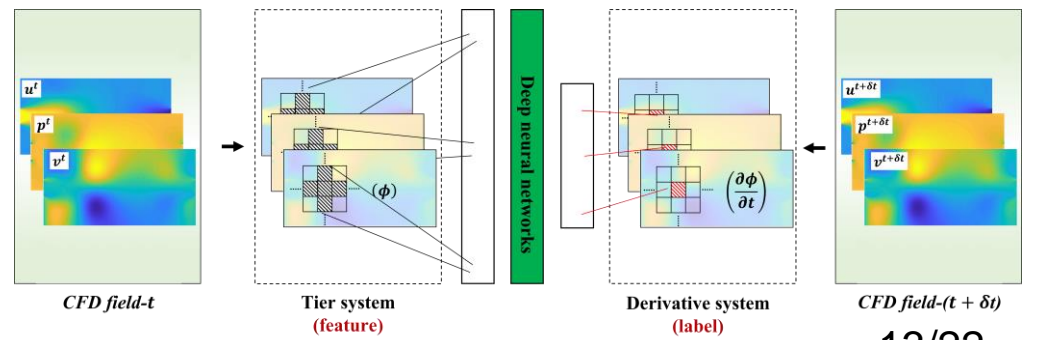 u^t
p^t
v^t
(ϕ)
Deep neural networks
(∂ϕ/∂t)
u^{t+δt}
p^{t+δt}
v^{t+δt}
CFD field-t
Tier system
(feature)
Derivative system
(label)
CFD field-(t + δt)